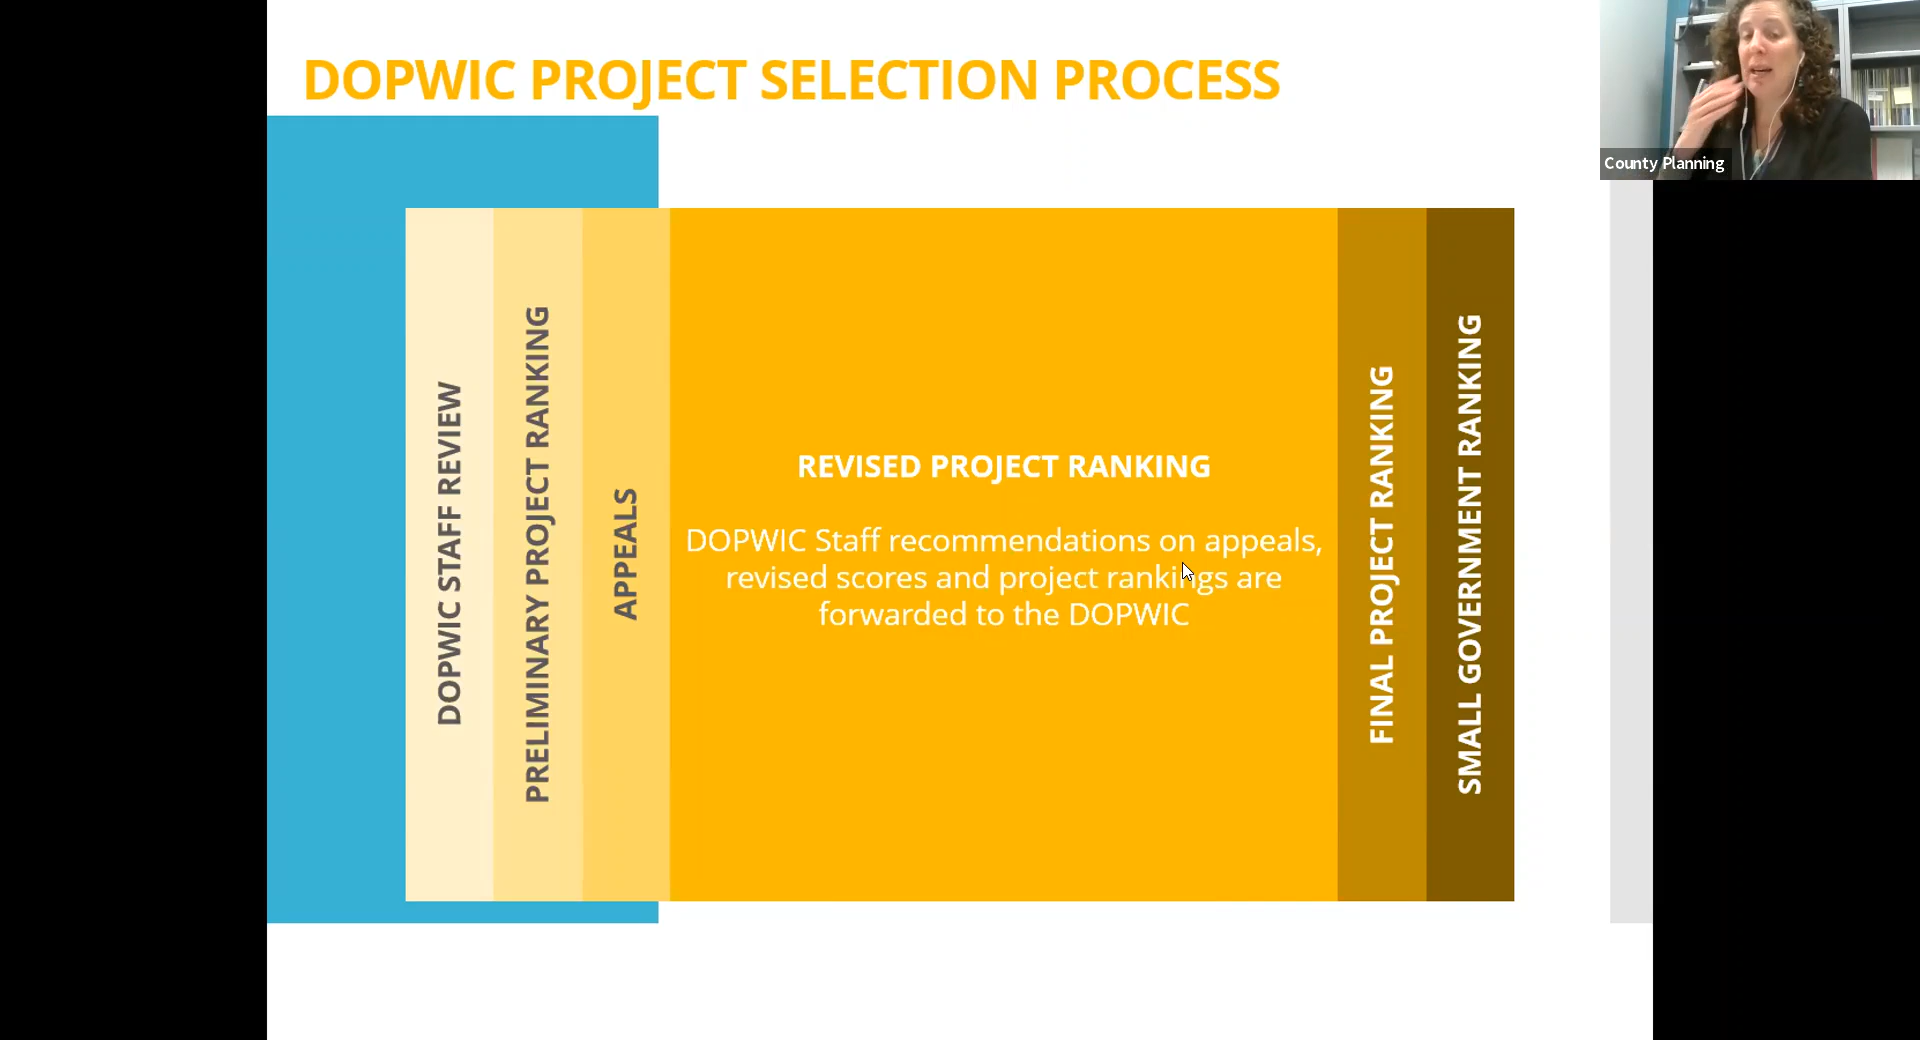 DOPWIC PROJECT SELECTION PROCESS
County Planning
DOPWIC STAFF REVIEW
PRELIMINARY PROJECT RANKING
APPEALS
REVISED PROJECT RANKING
DOPWIC Staff recommendations on appeals,
revised scores and project rankings are
forwarded to the DOPWIC
FINAL PROJECT RANKING
SMALL GOVERNMENT RANKING